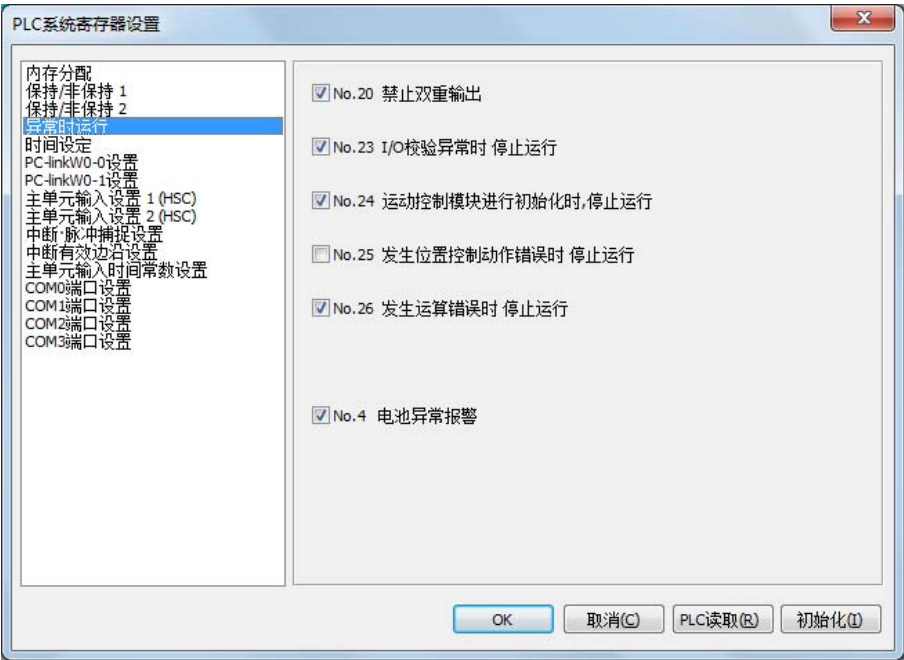 PLC系统寄存器设置
内存分配
保持/非保持 1
保持/非保持 2
异常时运行
时间设定
PC-linkW0-0设置
PC-linkW0-1设置
主单元输入设置 1 (HSC)
主单元输入设置 2 (HSC)
中断·脉冲捕捉设置
中断有效边沿设置
主单元输入时间常数设置
COM0端口设置
COM1端口设置
COM2端口设置
COM3端口设置
No.20 禁止双重输出
No.23 I/O校验异常时 停止运行
No.24 运动控制模块进行初始化时,停止运行
No.25 发生位置控制动作错误时 停止运行
No.26 发生运算错误时 停止运行
No.4 电池异常报警
OK 取消(C) PLC读取(R) 初始化(I)